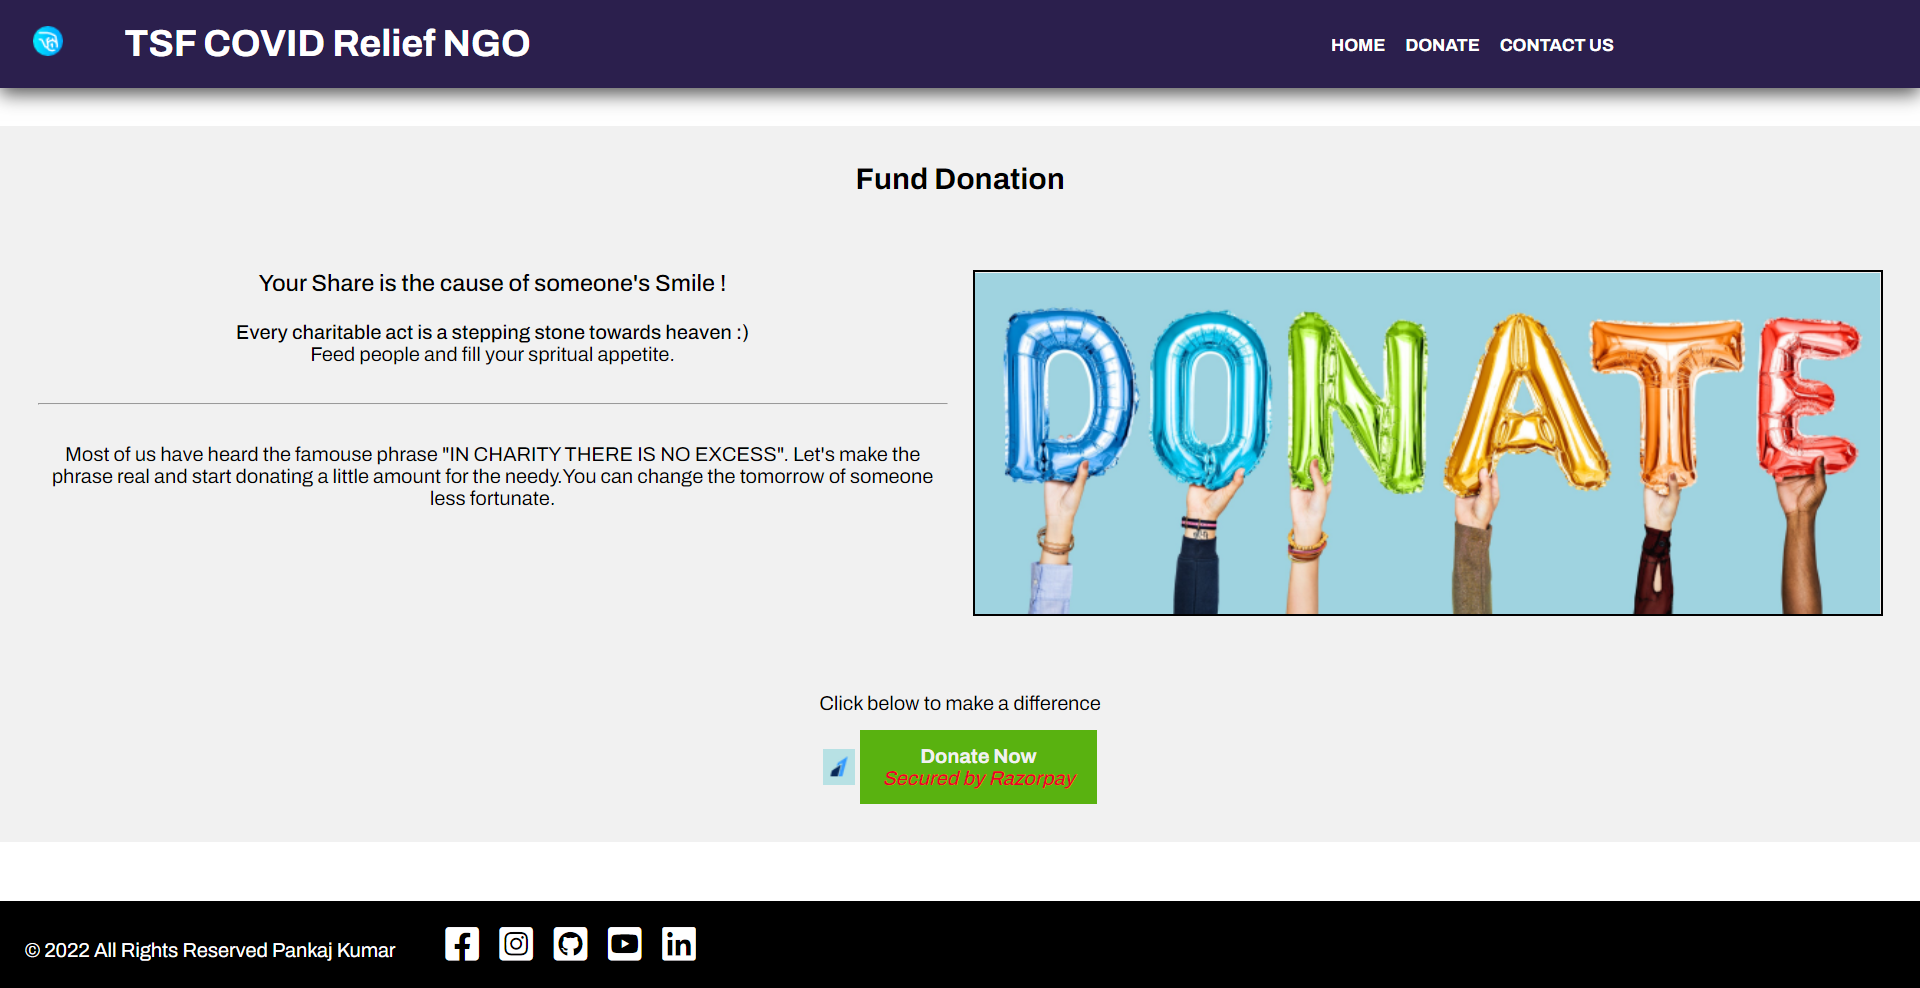 TSF COVID Relief NGO
HOME DONATE CONTACT US
Fund Donation
Your Share is the cause of someone's Smile !
Every charitable act is a stepping stone towards heaven :)
Feed people and fill your spritual appetite.
Most of us have heard the famouse phrase "IN CHARITY THERE IS NO EXCESS". Let's make the
phrase real and start donating a little amount for the needy.You can change the tomorrow of someone
less fortunate.
DONATE
Click below to make a difference
Donate Now
Secured by Razorpay
© 2022 All Rights Reserved Pankaj Kumar